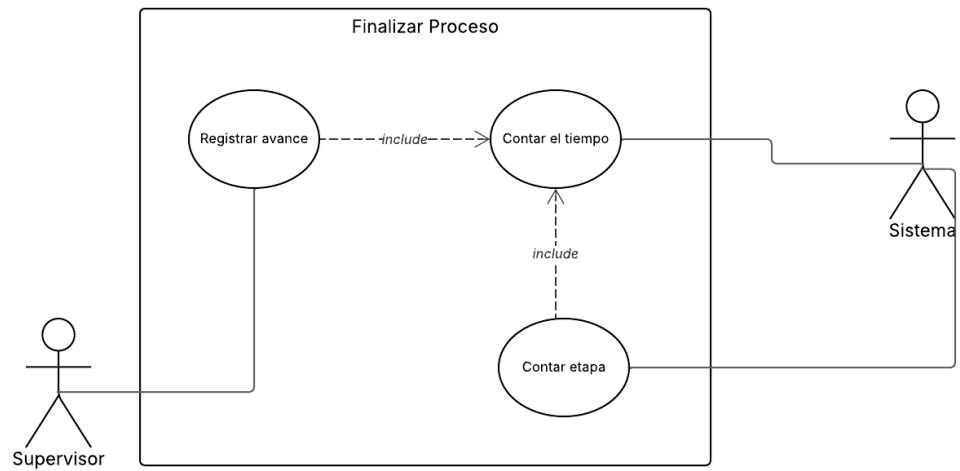 Finalizar Proceso
Registrar avance
include
Contar el tiempo
Sistema
include
Contar etapa
Supervisor